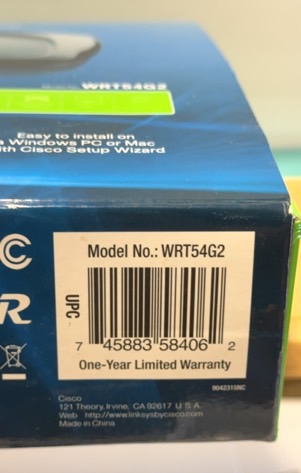 WRT54G2
Easy to install on
a Windows PC or Mac
with Cisco Setup Wizard
Model No.: WRT54G2
UPC
7 45883 58406 2
One-Year Limited Warranty
9042315NC
Cisco
121 Theory, Irvine, CA 92617 U S A
Web http://www.linksysbycisco.com
Made in China